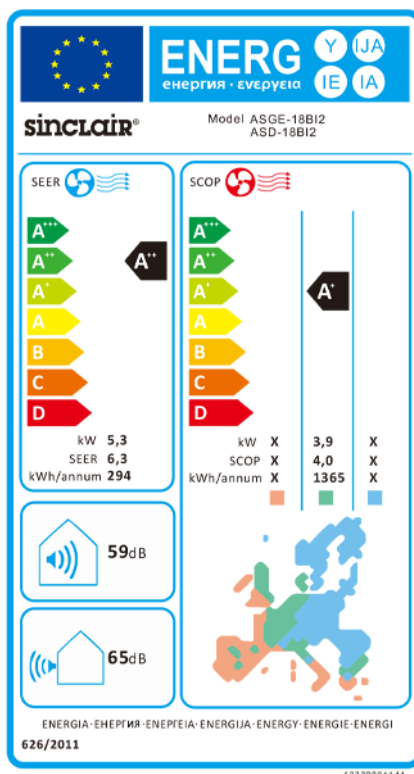 ENERG
енергия · ενεργεια
Y IJA
IE IA
sinclair®
Model ASGE-18BI2
ASD-18BI2
SEER
A+++
A++
A+
A
B
C
D
A++
kW 5,3
SEER 6,3
kWh/annum 294
SCOP
A+++
A++
A+
A
B
C
D
A+
kW X 3,9 X
SCOP X 4,0 X
kWh/annum X 1365 X
59dB
65dB
ENERGIA·ЕНЕРГИЯ·ΕΝΕΡΓΕΙΑ·ENERGIJA·ENERGY·ENERGIE·ENERGI
626/2011